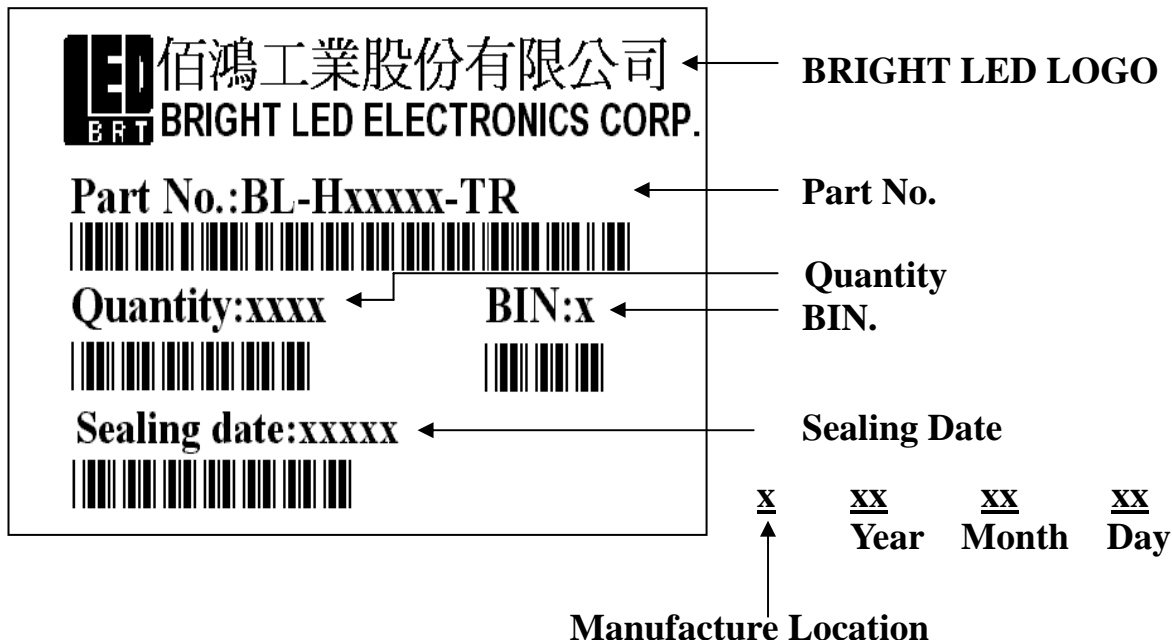 LED 佰鴻工業股份有限公司 BRIGHT LED LOGO
BRT BRIGHT LED ELECTRONICS CORP.
Part No.:BL-Hxxxxx-TR Part No.
Quantity
Quantity:xxxx BIN:x BIN.
Sealing date:xxxxx Sealing Date
x xx xx xx
Year Month Day
Manufacture Location